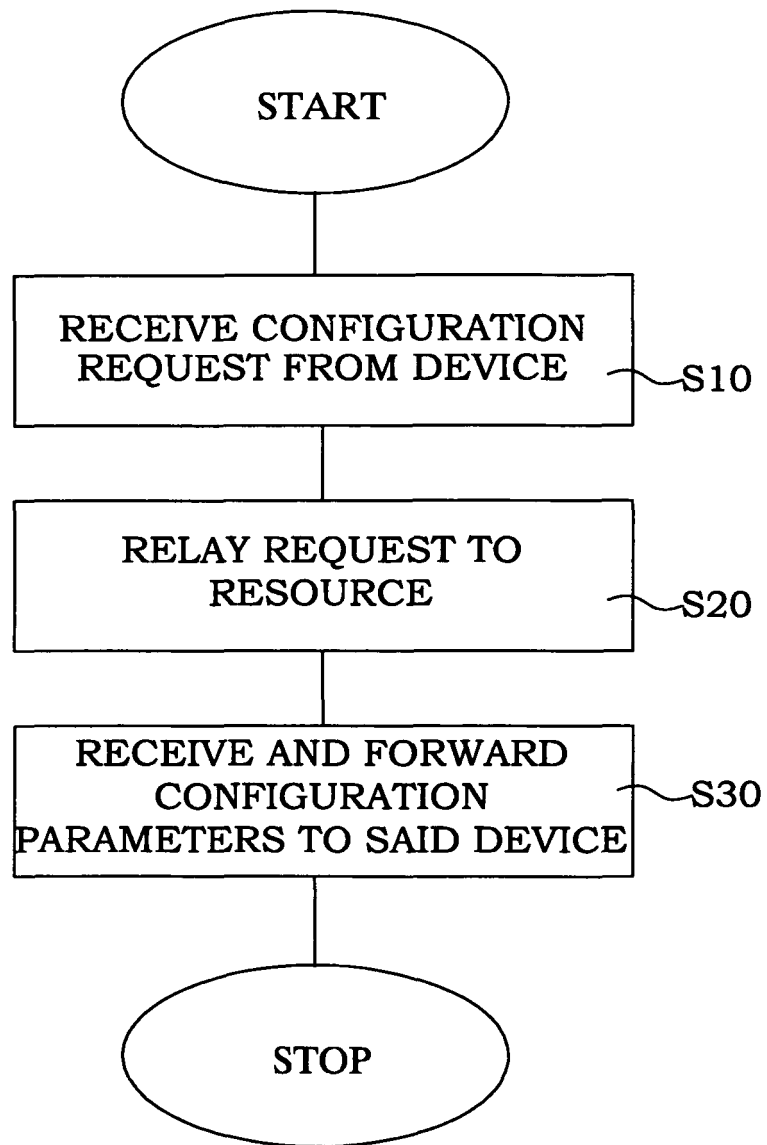 START
RECEIVE CONFIGURATION
REQUEST FROM DEVICE
S10
RELAY REQUEST TO
RESOURCE
S20
RECEIVE AND FORWARD
CONFIGURATION
PARAMETERS TO SAID DEVICE
S30
STOP